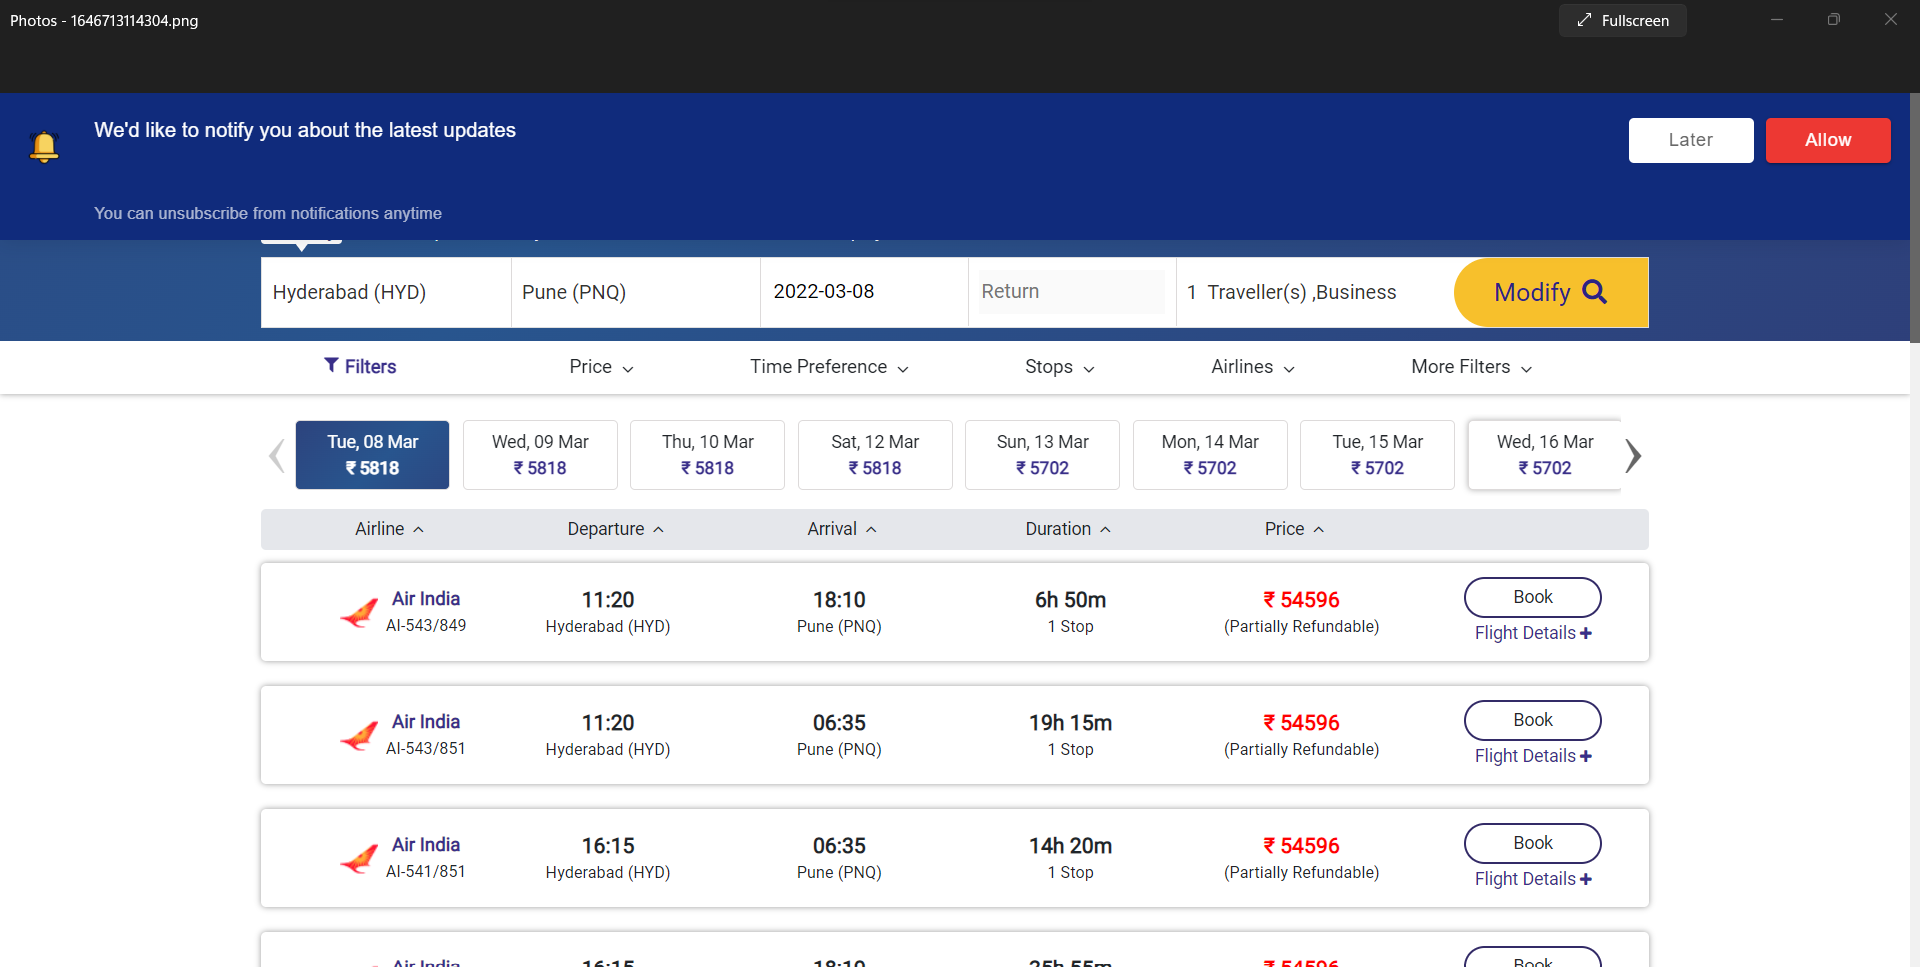 Photos - 1646713114304.png
Fullscreen
We'd like to notify you about the latest updates
Later
Allow
You can unsubscribe from notifications anytime
Hyderabad (HYD)
Pune (PNQ)
2022-03-08
Return
1 Traveller(s) ,Business
Modify
Filters
Price
Time Preference
Stops
Airlines
More Filters
Tue, 08 Mar
₹ 5818
Wed, 09 Mar
₹ 5818
Thu, 10 Mar
₹ 5818
Sat, 12 Mar
₹ 5818
Sun, 13 Mar
₹ 5702
Mon, 14 Mar
₹ 5702
Tue, 15 Mar
₹ 5702
Wed, 16 Mar
₹ 5702
Airline Departure Arrival Duration Price
Air India 11:20 18:10 6h 50m ₹ 54596 Book
AI-543/849 Hyderabad (HYD) Pune (PNQ) 1 Stop (Partially Refundable) Flight Details +
Air India 11:20 06:35 19h 15m ₹ 54596 Book
AI-543/851 Hyderabad (HYD) Pune (PNQ) 1 Stop (Partially Refundable) Flight Details +
Air India 16:15 06:35 14h 20m ₹ 54596 Book
AI-541/851 Hyderabad (HYD) Pune (PNQ) 1 Stop (Partially Refundable) Flight Details +
Air India 16:15 18:10 25h 55m ₹ 54596 Book